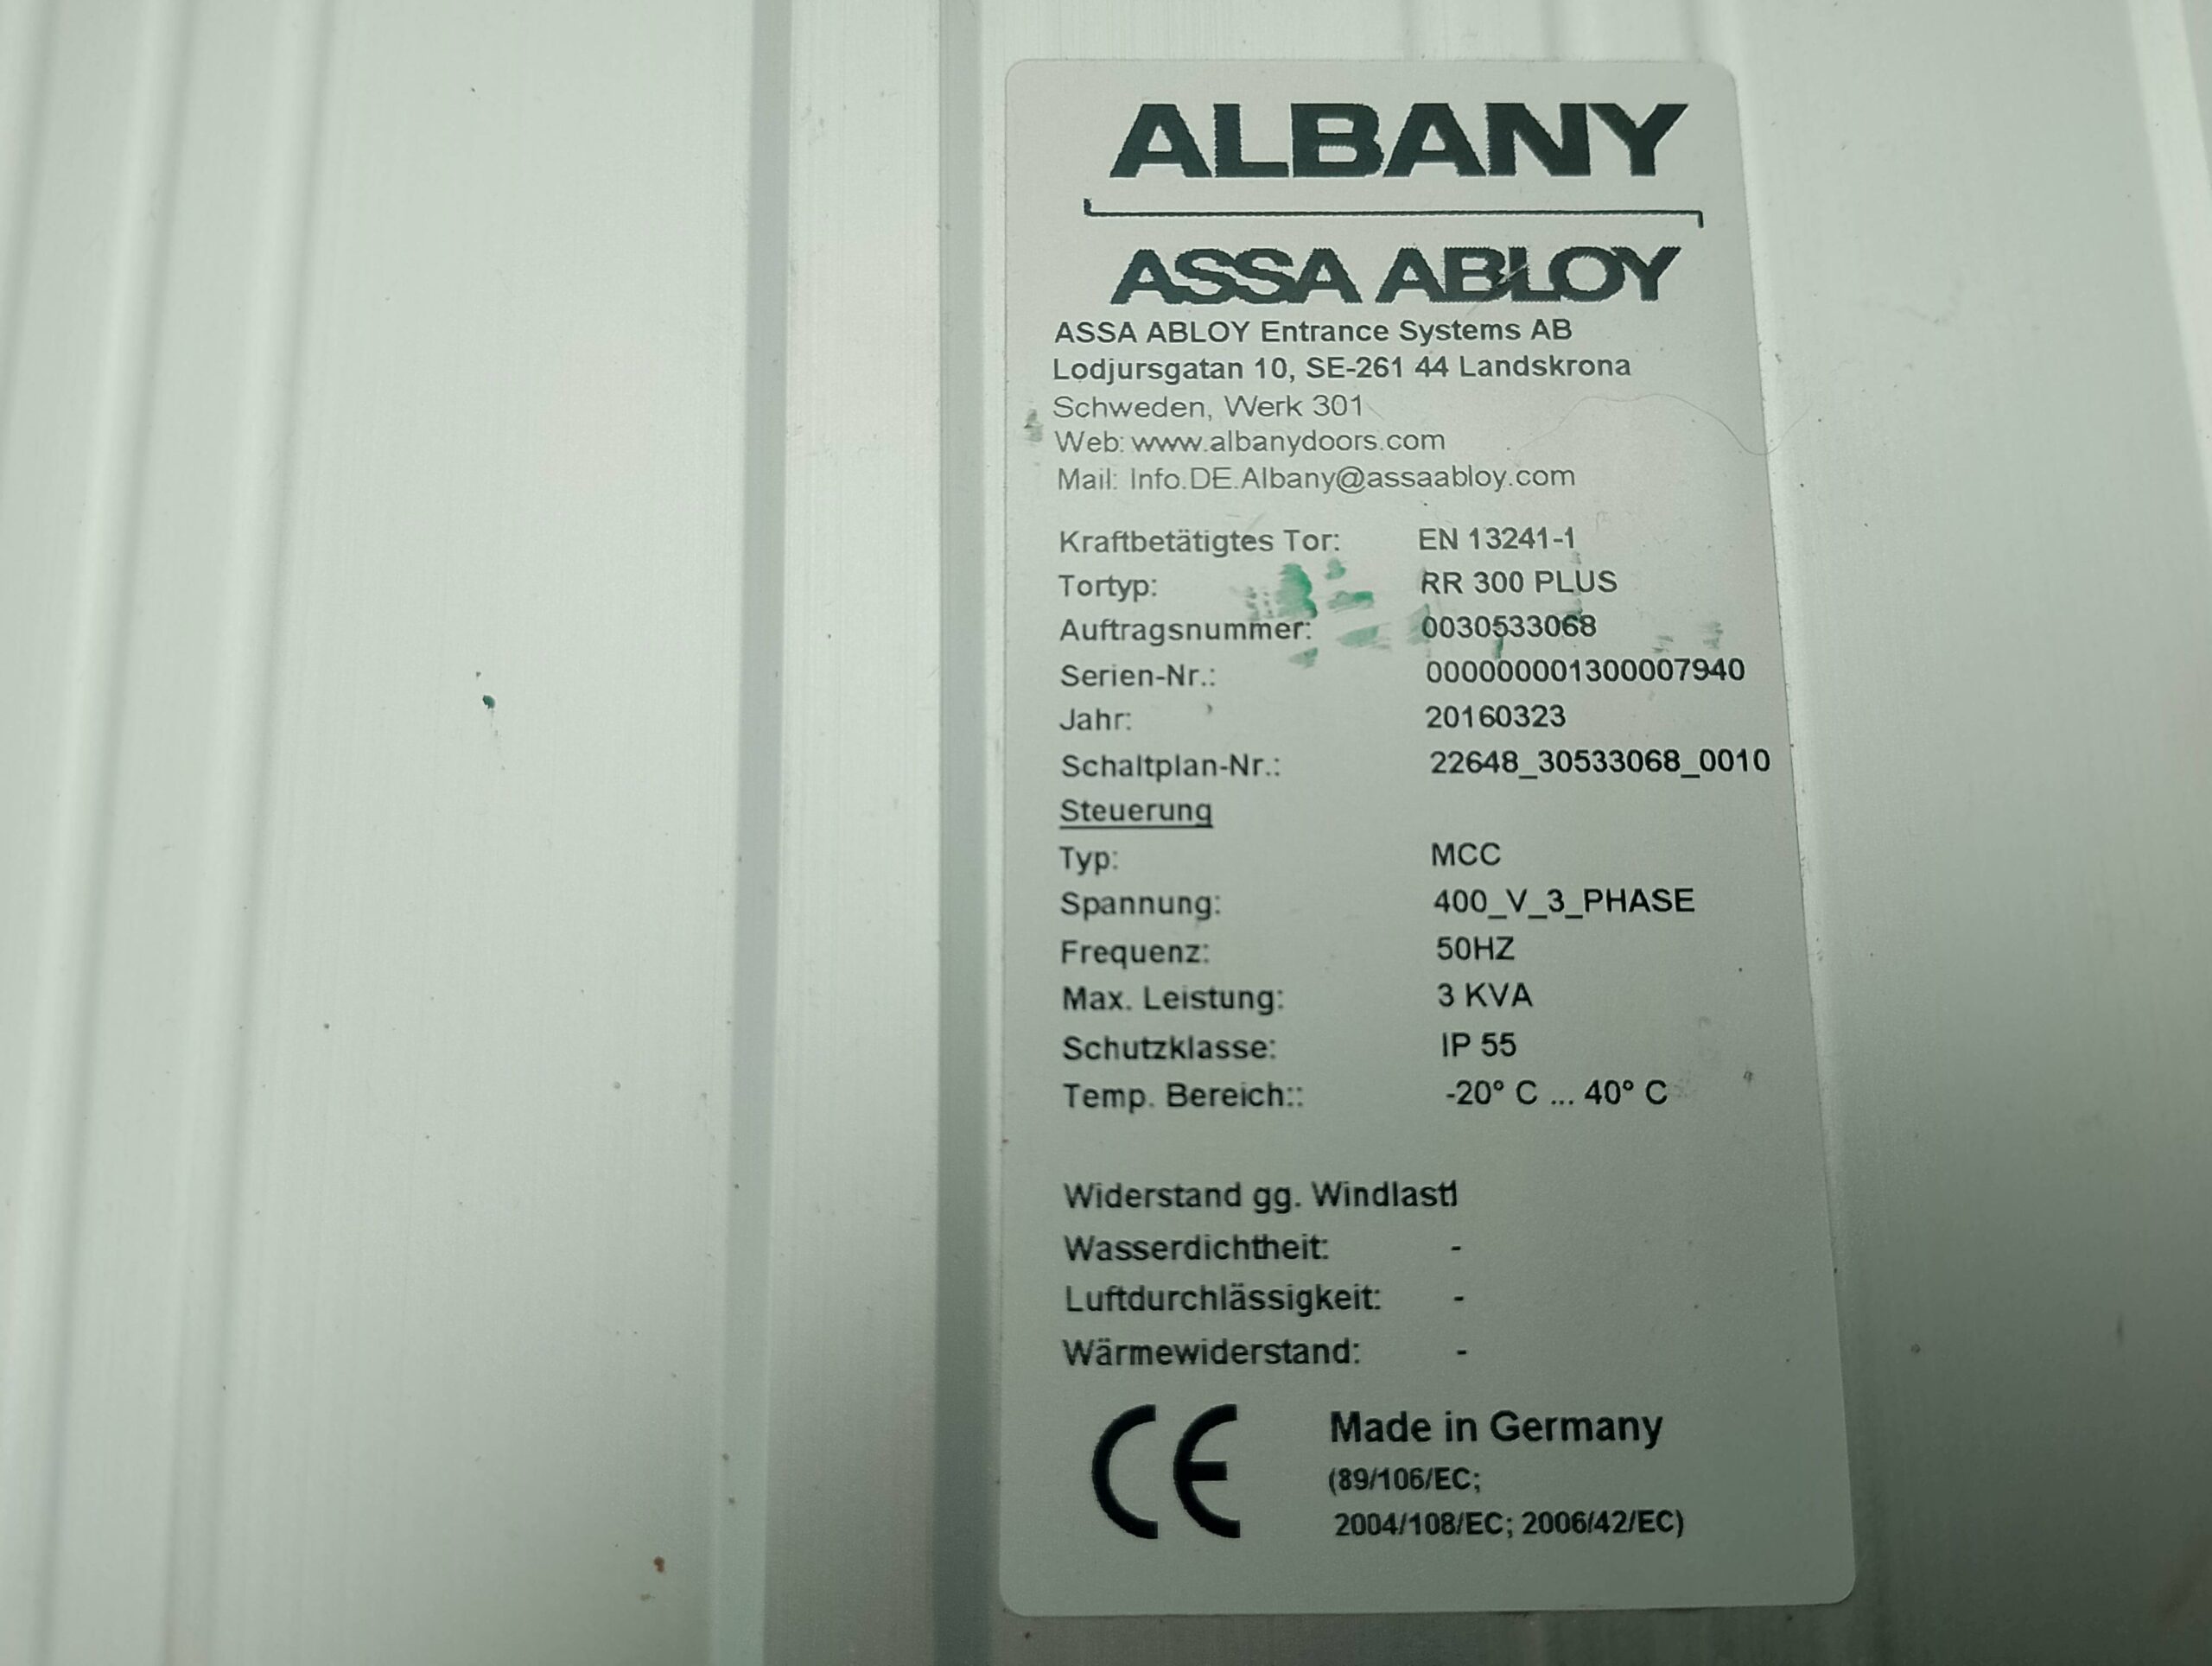 ALBANY
ASSA ABLOY
ASSA ABLOY Entrance Systems AB
Lodjursgatan 10, SE-261 44 Landskrona
Schweden, Werk 301
Web: www.albanydoors.com
Mail: Info.DE.Albany@assaabloy.com
Kraftbetätigtes Tor: EN 13241-1
Tortyp: RR 300 PLUS
Auftragsnummer: 0030533068
Serien-Nr.: 000000001300007940
Jahr: 20160323
Schaltplan-Nr.: 22648_30533068_0010
Steuerung
Typ: MCC
Spannung: 400_V_3_PHASE
Frequenz: 50HZ
Max. Leistung: 3 KVA
Schutzklasse: IP 55
Temp. Bereich:: -20° C ... 40° C
Widerstand gg. Windlastl
Wasserdichtheit: -
Luftdurchlässigkeit: -
Wärmewiderstand: -
CE Made in Germany
(89/106/EC;
2004/108/EC; 2006/42/EC)